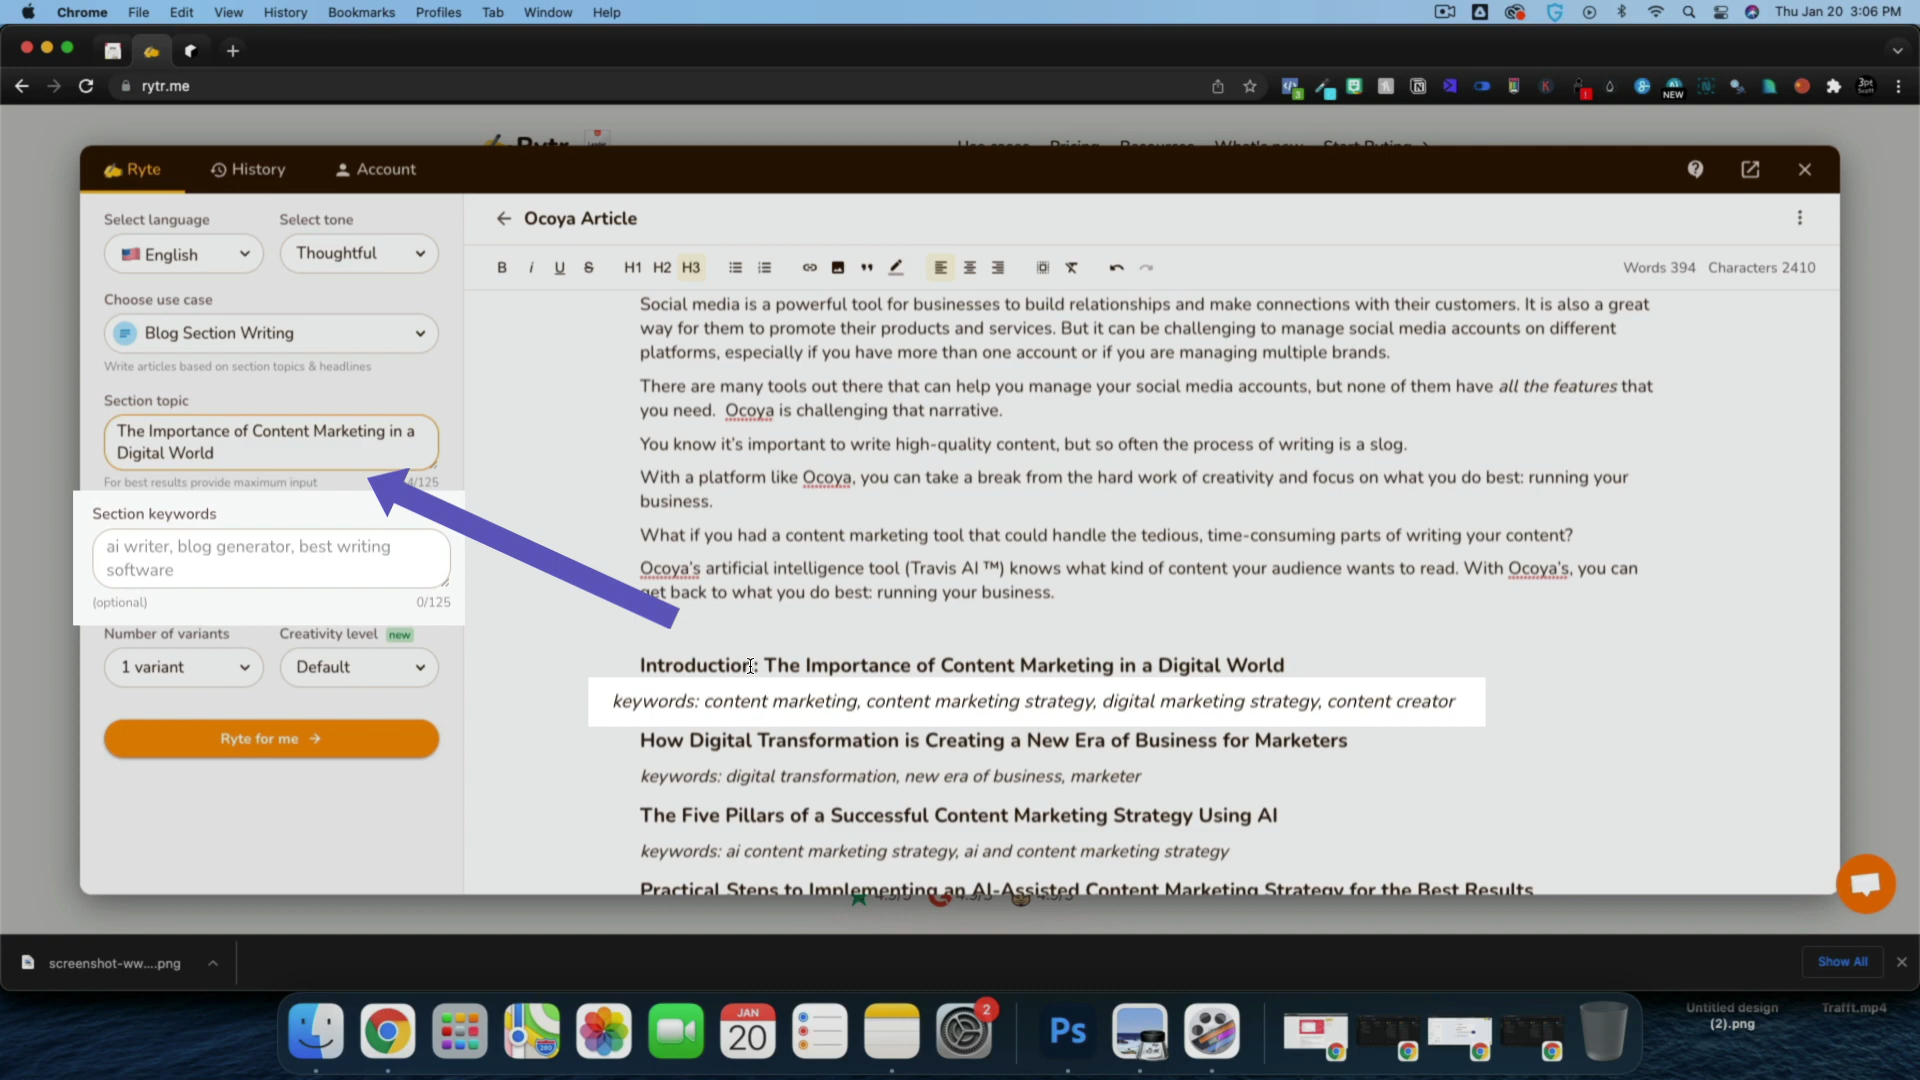 Chrome File Edit View History Bookmarks Profiles Tab Window Help
Thu Jan 20 3:06 PM
rytr.me
NEW
Rytr
Use cases Pricing Resources What's new Start Ryting
Ryte History Account
Select language Select tone
English Thoughtful
Choose use case
Blog Section Writing
Write articles based on section topics & headlines
Section topic
The Importance of Content Marketing in a
Digital World
For best results provide maximum input
4/125
Section keywords
ai writer, blog generator, best writing
software
(optional) 0/125
Number of variants Creativity level new
1 variant Default
Ryte for me →
Ocoya Article
B i U S H1 H2 H3
Words 394 Characters 2410
Social media is a powerful tool for businesses to build relationships and make connections with their customers. It is also a great
way for them to promote their products and services. But it can be challenging to manage social media accounts on different
platforms, especially if you have more than one account or if you are managing multiple brands.
There are many tools out there that can help you manage your social media accounts, but none of them have all the features that
you need. Ocoya is challenging that narrative.
You know it's important to write high-quality content, but so often the process of writing is a slog.
With a platform like Ocoya, you can take a break from the hard work of creativity and focus on what you do best: running your
business.
What if you had a content marketing tool that could handle the tedious, time-consuming parts of writing your content?
Ocoya's artificial intelligence tool (Travis AI ™) knows what kind of content your audience wants to read. With Ocoya's, you can
get back to what you do best: running your business.
Introduction: The Importance of Content Marketing in a Digital World
keywords: content marketing, content marketing strategy, digital marketing strategy, content creator
How Digital Transformation is Creating a New Era of Business for Marketers
keywords: digital transformation, new era of business, marketer
The Five Pillars of a Successful Content Marketing Strategy Using AI
keywords: ai content marketing strategy, ai and content marketing strategy
Practical Steps to Implementing an AI-Assisted Content Marketing Strategy for the Best Results
screenshot-ww....png
Show All
JAN
20
2
Ps
Untitled design
(2).png
Trafft.mp4